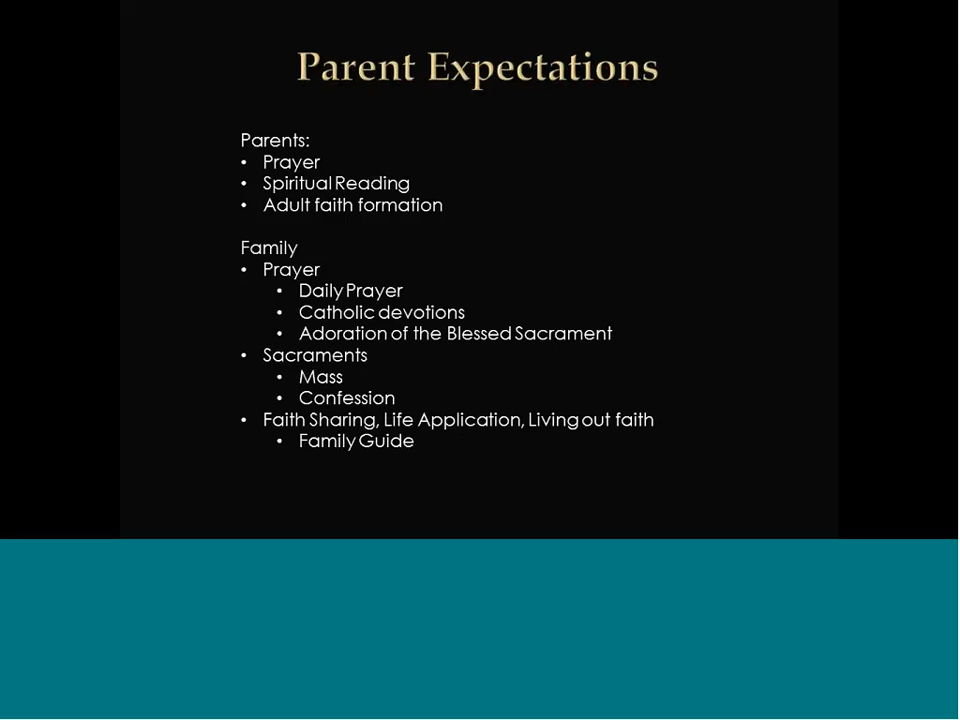 Parent Expectations
Parents:
• Prayer
• Spiritual Reading
• Adult faith formation
Family
• Prayer
• Daily Prayer
• Catholic devotions
• Adoration of the Blessed Sacrament
• Sacraments
• Mass
• Confession
• Faith Sharing, Life Application, Living out faith
• Family Guide